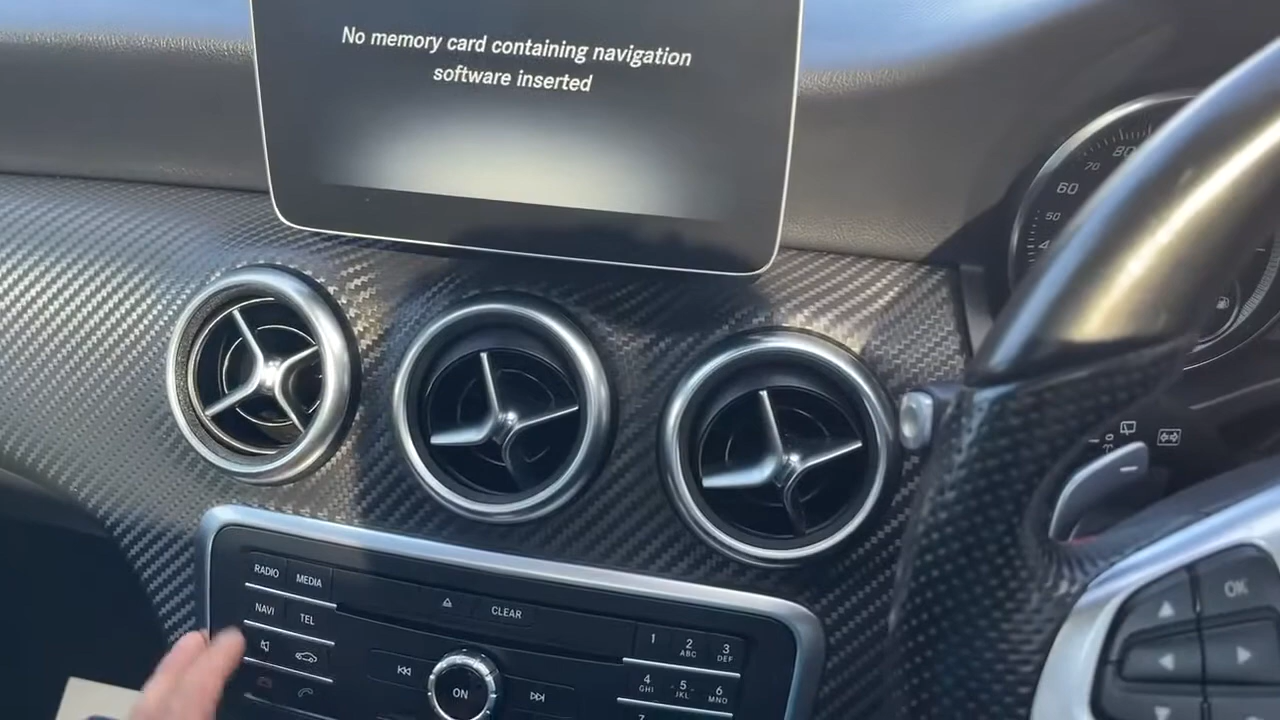 No memory card containing navigation
software inserted
80
70
60
50
RADIO
MEDIA
NAVI
TEL
CLEAR
ON
1
2
ABC
3
DEF
4
GHI
5
JKL
6
MNO
7
OK